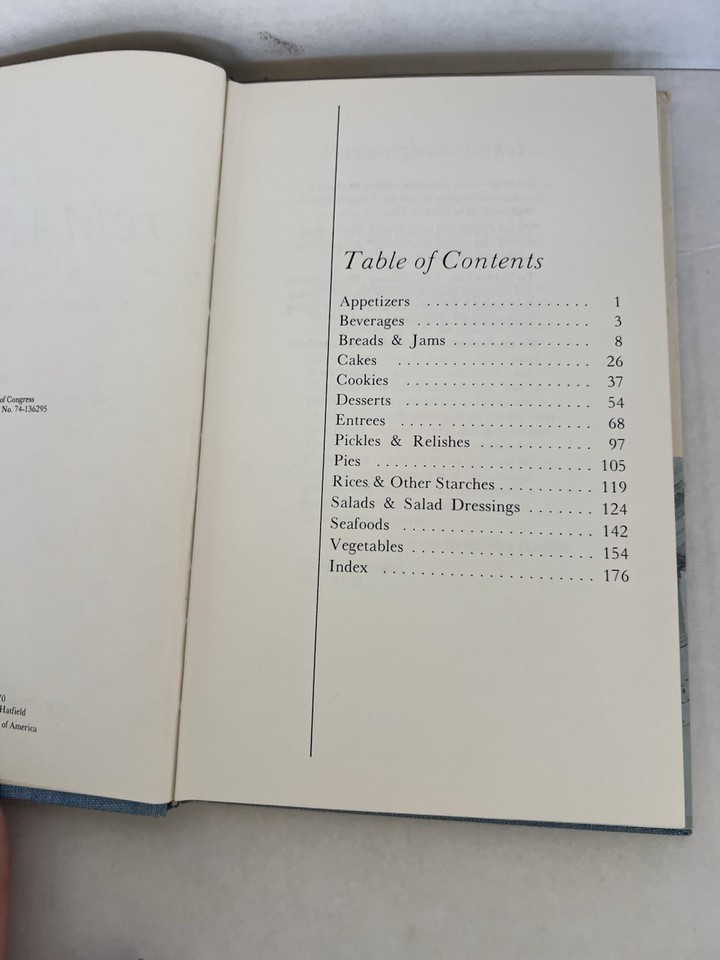 of Congress
No. 74-136295
70
Hatfield
of America
Table of Contents
Appetizers . . . . . . . . . . . . . . . . . . 1
Beverages . . . . . . . . . . . . . . . . . . . 3
Breads & Jams . . . . . . . . . . . . . . . 8
Cakes . . . . . . . . . . . . . . . . . . . . . 26
Cookies . . . . . . . . . . . . . . . . . . . . 37
Desserts . . . . . . . . . . . . . . . . . . . . 54
Entrees . . . . . . . . . . . . . . . . . . . . 68
Pickles & Relishes . . . . . . . . . . . . 97
Pies . . . . . . . . . . . . . . . . . . . . . . . 105
Rices & Other Starches . . . . . . . . . . 119
Salads & Salad Dressings . . . . . . . 124
Seafoods . . . . . . . . . . . . . . . . . . . . 142
Vegetables . . . . . . . . . . . . . . . . . . . 154
Index . . . . . . . . . . . . . . . . . . . . . . 176